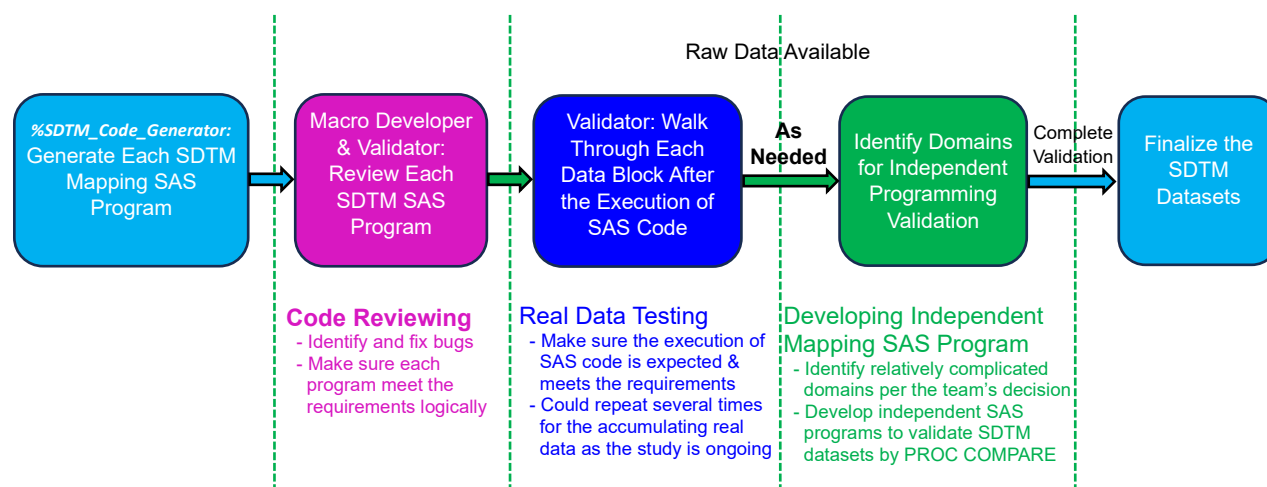 Raw Data Available
%SDTM_Code_Generator:
Generate Each SDTM
Mapping SAS
Program
Macro Developer
& Validator:
Review Each
SDTM SAS
Program
Validator: Walk
Through Each
Data Block After
the Execution of
SAS Code
As
Needed
Identify Domains
for Independent
Programming
Validation
Complete
Validation
Finalize the
SDTM
Datasets
Code Reviewing
- Identify and fix bugs
- Make sure each
program meet the
requirements logically
Real Data Testing
- Make sure the execution of
SAS code is expected &
meets the requirements
- Could repeat several times
for the accumulating real
data as the study is ongoing
Developing Independent
Mapping SAS Program
- Identify relatively complicated
domains per the team's decision
- Develop independent SAS
programs to validate SDTM
datasets by PROC COMPARE